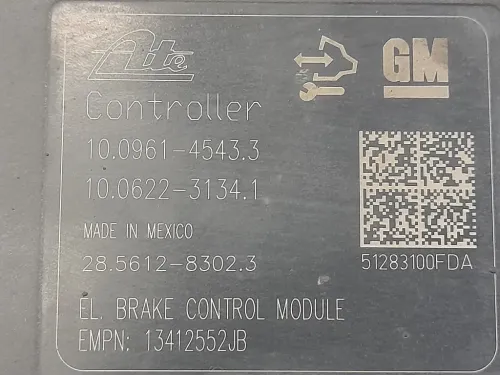 Ate
GM
Controller
10.0961-4543.3
10.0622-3134.1
MADE IN MEXICO
28.5612-8302.3
51283100FDA
EL. BRAKE CONTROL MODULE
EMPN: 13412552JB